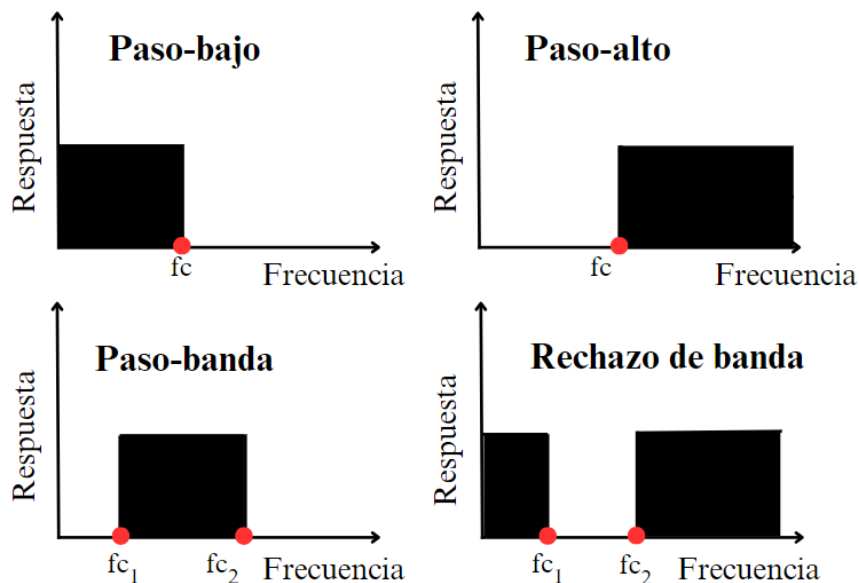 Paso-bajo
Respuesta
fc
Frecuencia
Paso-alto
Respuesta
fc
Frecuencia
Paso-banda
Respuesta
fc₁
fc₂
Frecuencia
Rechazo de banda
Respuesta
fc₁
fc₂
Frecuencia